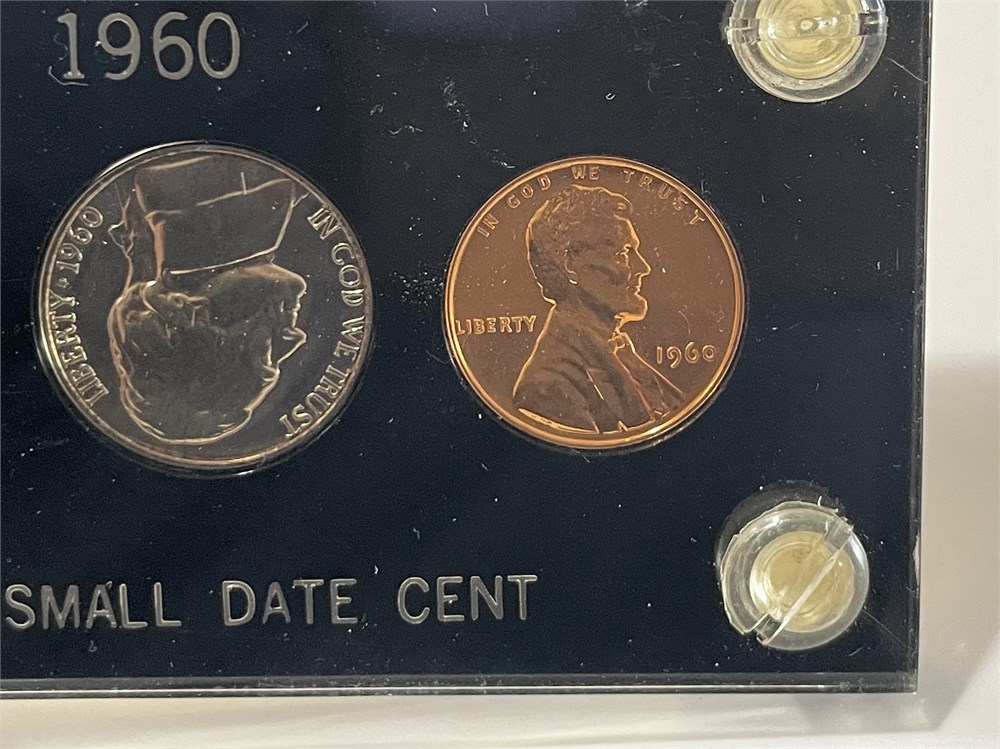 1960
LIBERTY • 1960
IN GOD WE TRUST
IN GOD WE TRUST
LIBERTY
1960
SMALL DATE CENT